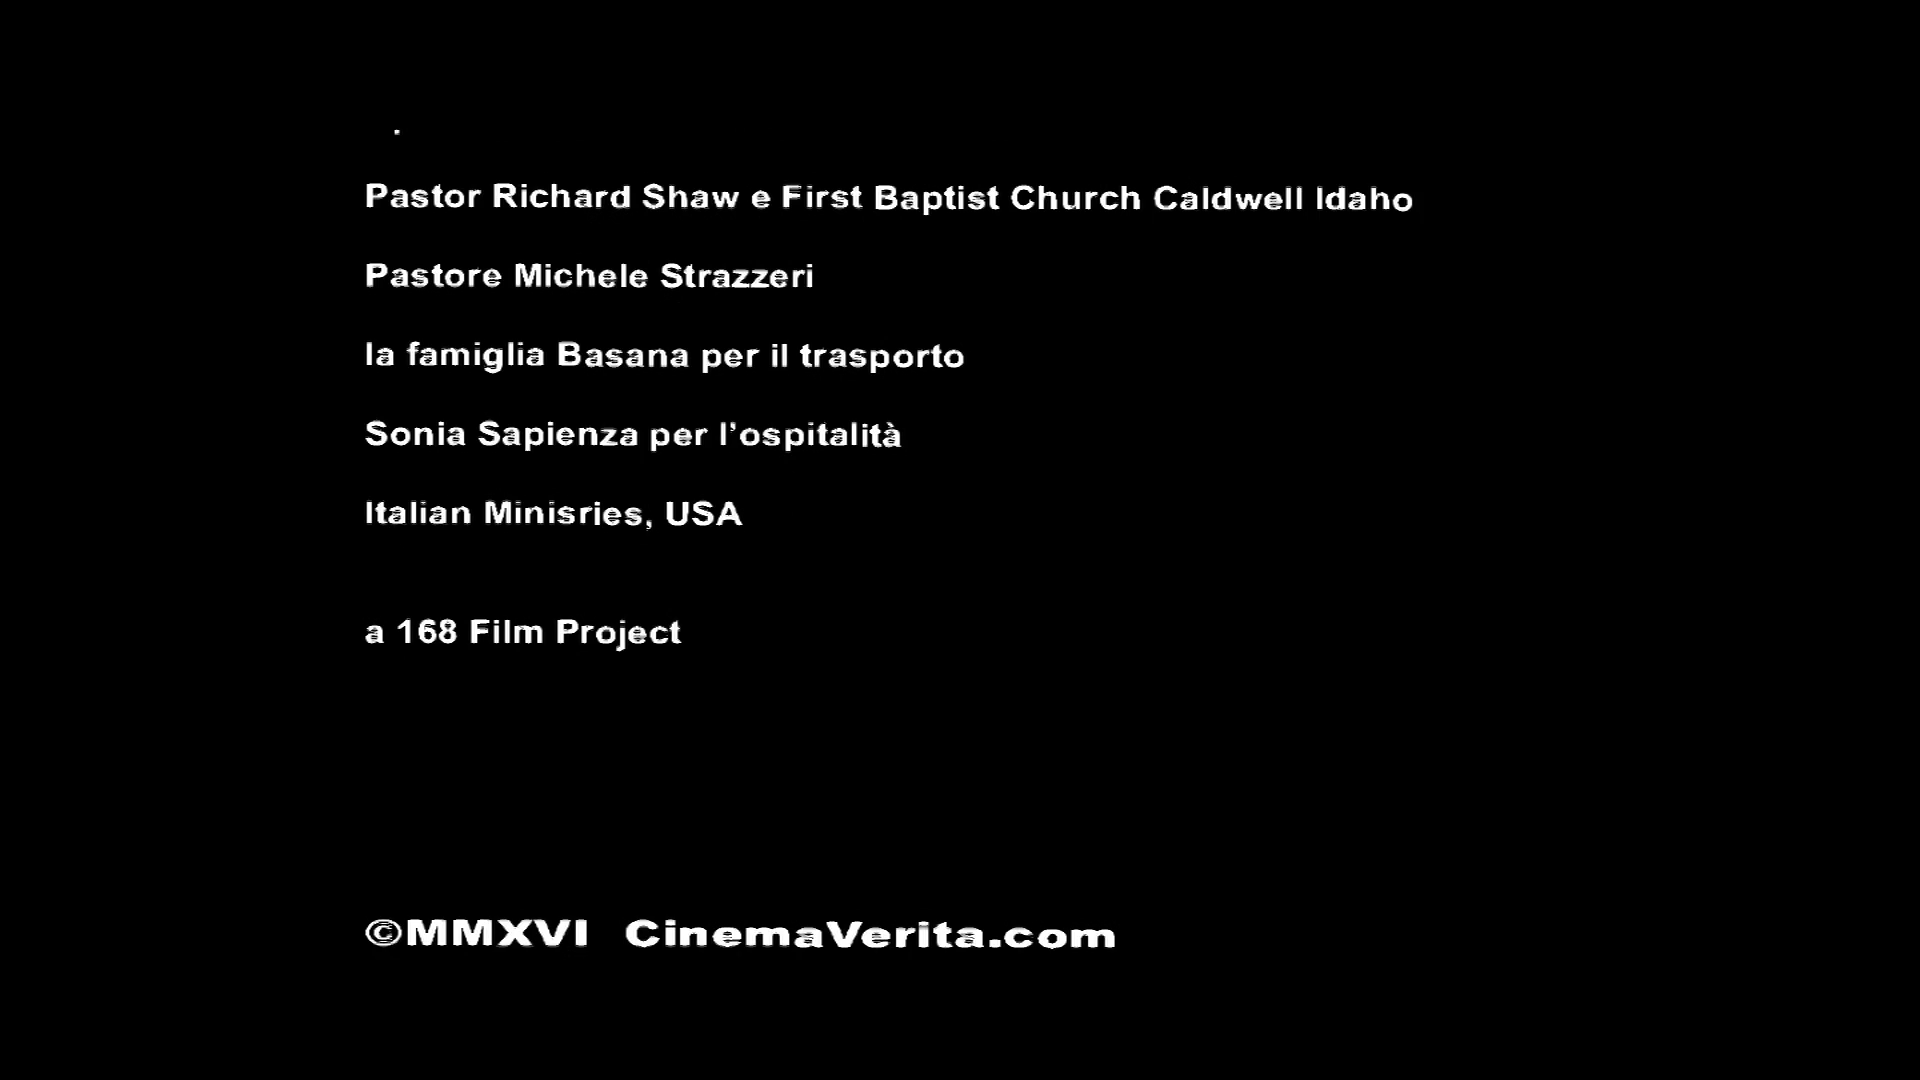 .
Pastor Richard Shaw e First Baptist Church Caldwell Idaho
Pastore Michele Strazzeri
la famiglia Basana per il trasporto
Sonia Sapienza per l’ospitalità
Italian Minisries, USA
a 168 Film Project
©MMXVI CinemaVerita.com